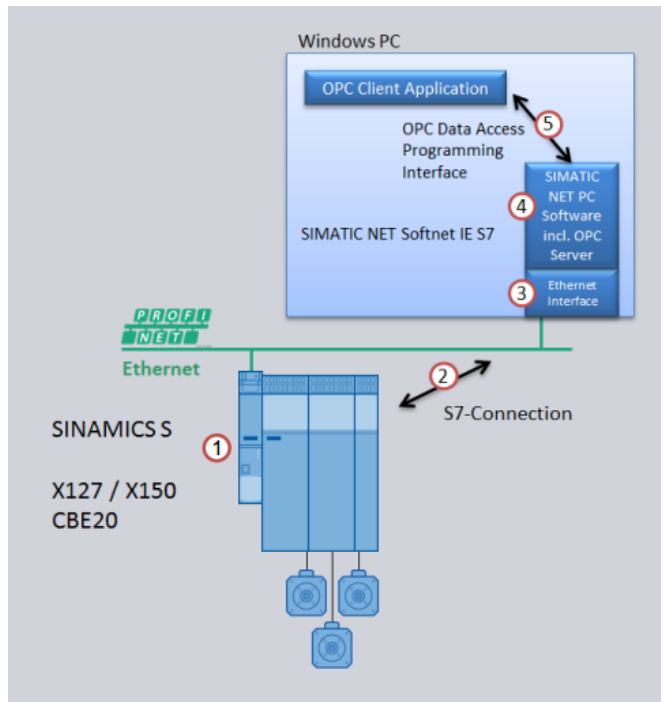 Windows PC
OPC Client Application
5
OPC Data Access
Programming
Interface
SIMATIC
NET PC
Software
incl. OPC
Server
4
SIMATIC NET Softnet IE S7
3
Ethernet
Interface
PROFI
NET
Ethernet
2
S7-Connection
SINAMICS S
1
X127 / X150
CBE20